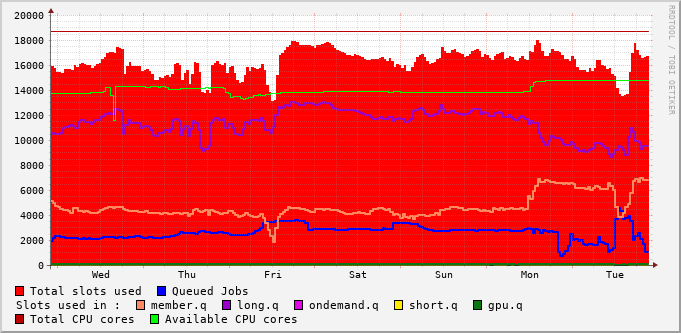 20000
18000
16000
14000
12000
10000
8000
6000
4000
2000
0
Wed Thu Fri Sat Sun Mon Tue
Total slots used Queued Jobs
Slots used in : member.q long.q ondemand.q short.q gpu.q
Total CPU cores Available CPU cores
RRDTOOL / TOBI OETIKER